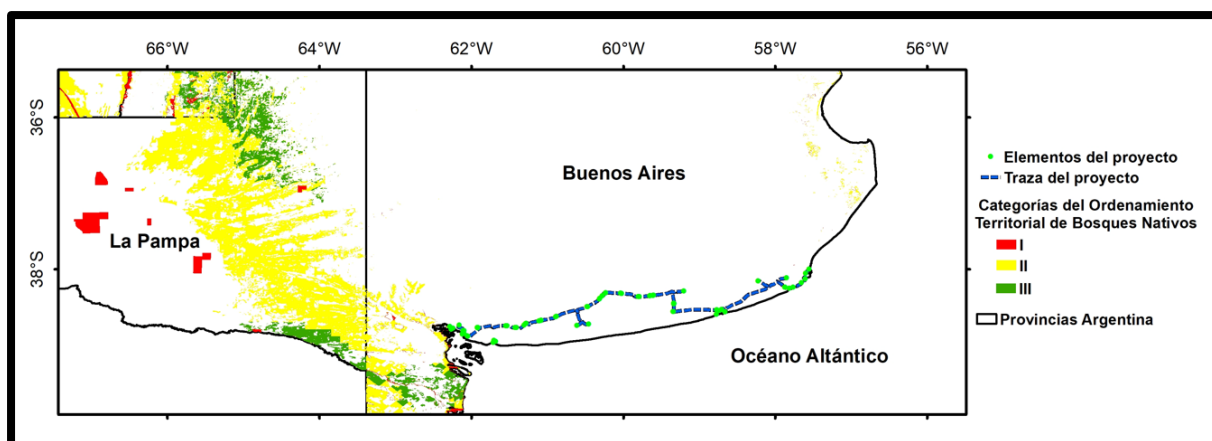 66°W 64°W 62°W 60°W 58°W 56°W
36°S
38°S
Buenos Aires
La Pampa
Océano Altántico
Elementos del proyecto
Traza del proyecto
Categorías del Ordenamiento
Territorial de Bosques Nativos
I
II
III
Provincias Argentina